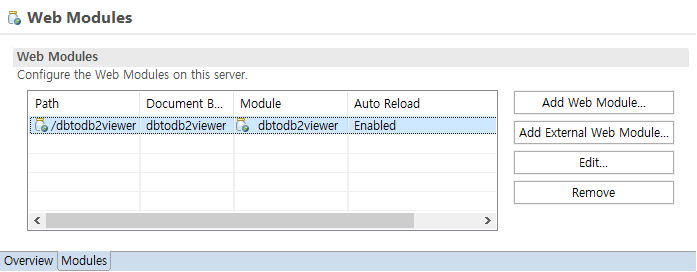 Web Modules
Web Modules
Configure the Web Modules on this server.
Path Document B... Module Auto Reload
/dbtodb2viewer dbtodb2viewer dbtodb2viewer Enabled
Add Web Module...
Add External Web Module...
Edit...
Remove
Overview Modules